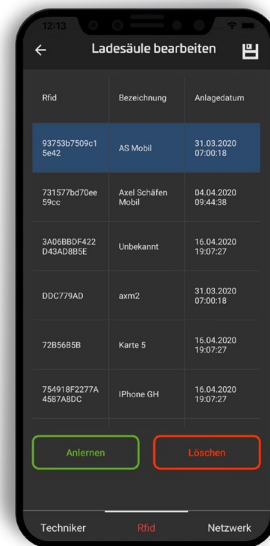 12:13
Ladesäule bearbeiten
Rfid Bezeichnung Anlagedatum
93753b7509c1
5e42
AS Mobil
31.03.2020
07:00:18
731577bd70ee
59cc
Axel Schäfen
Mobil
04.04.2020
09:44:38
3A06BBDF422
D43AD8B5E
Unbekannt
16.04.2020
19:07:27
DDC779AD
axm2
31.03.2020
07:00:18
72B56B5B
Karte 5
16.04.2020
19:07:27
754918F2277A
4587A8DC
IPhone GH
16.04.2020
19:07:27
Anlernen Löschen
Techniker Rfid Netzwerk